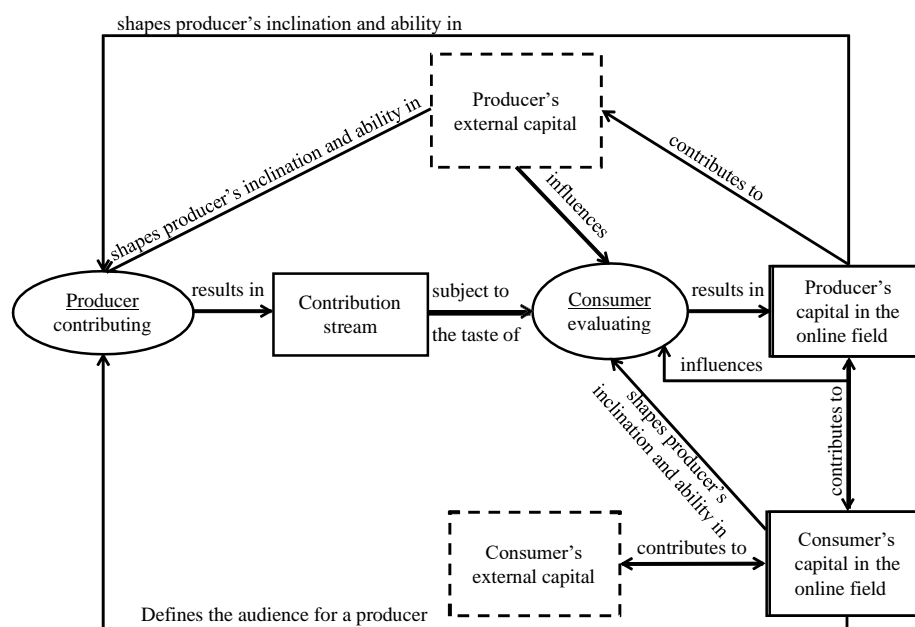 shapes producer's inclination and ability in
Producer's
external capital
shapes producer's inclination and ability in
contributes to
influences
Producer
contributing
results in
Contribution
stream
subject to
the taste of
Consumer
evaluating
results in
Producer's
capital in the
online field
influences
shapes producer's
inclination and ability in
contributes to
Consumer's
external capital
contributes to
Consumer's
capital in the
online field
Defines the audience for a producer